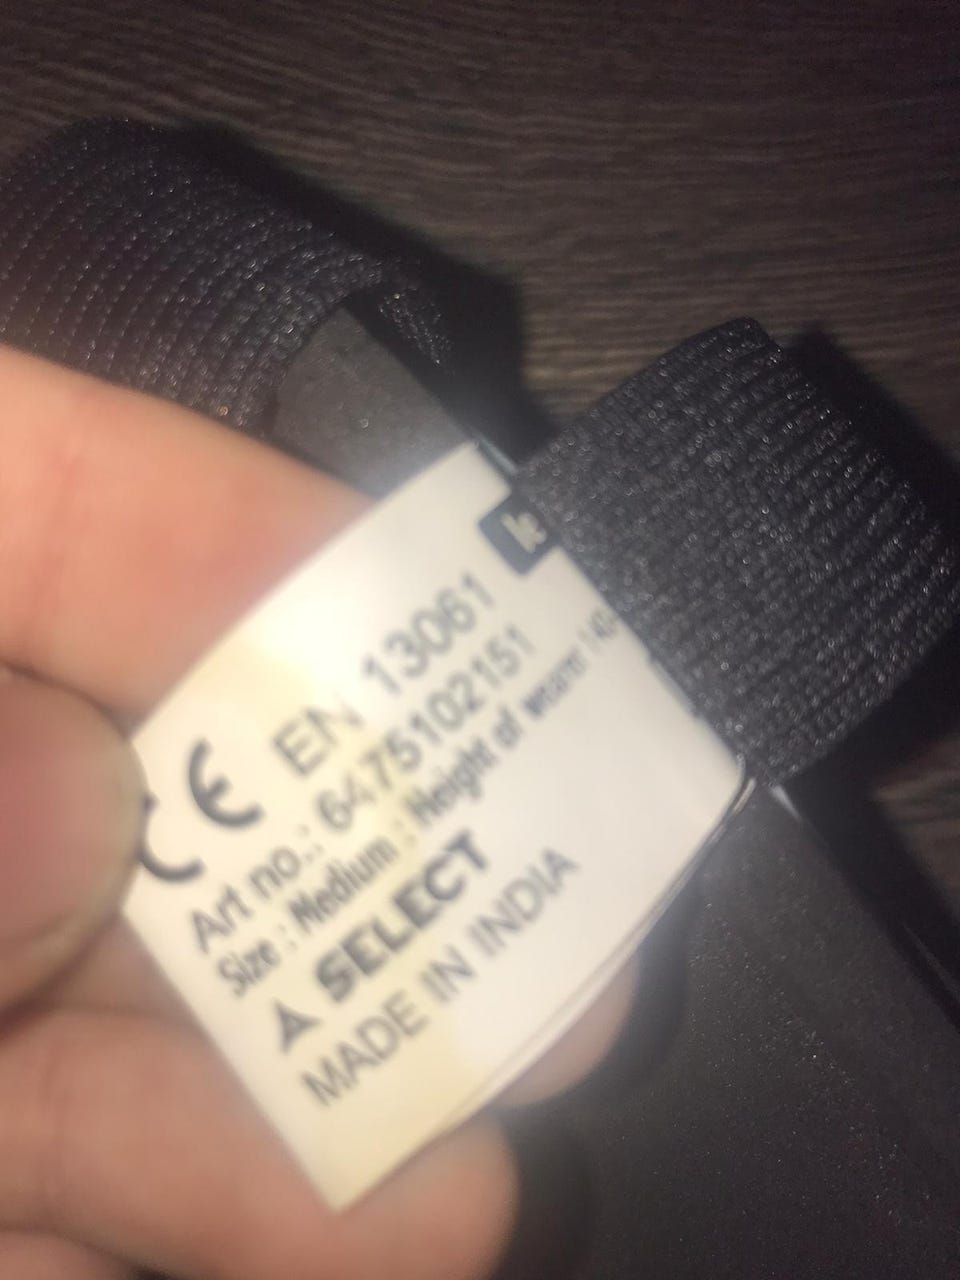 CE EN 13061
Art no.: 6475102151
Size : Medium : Height of wearer
SELECT
MADE IN INDIA